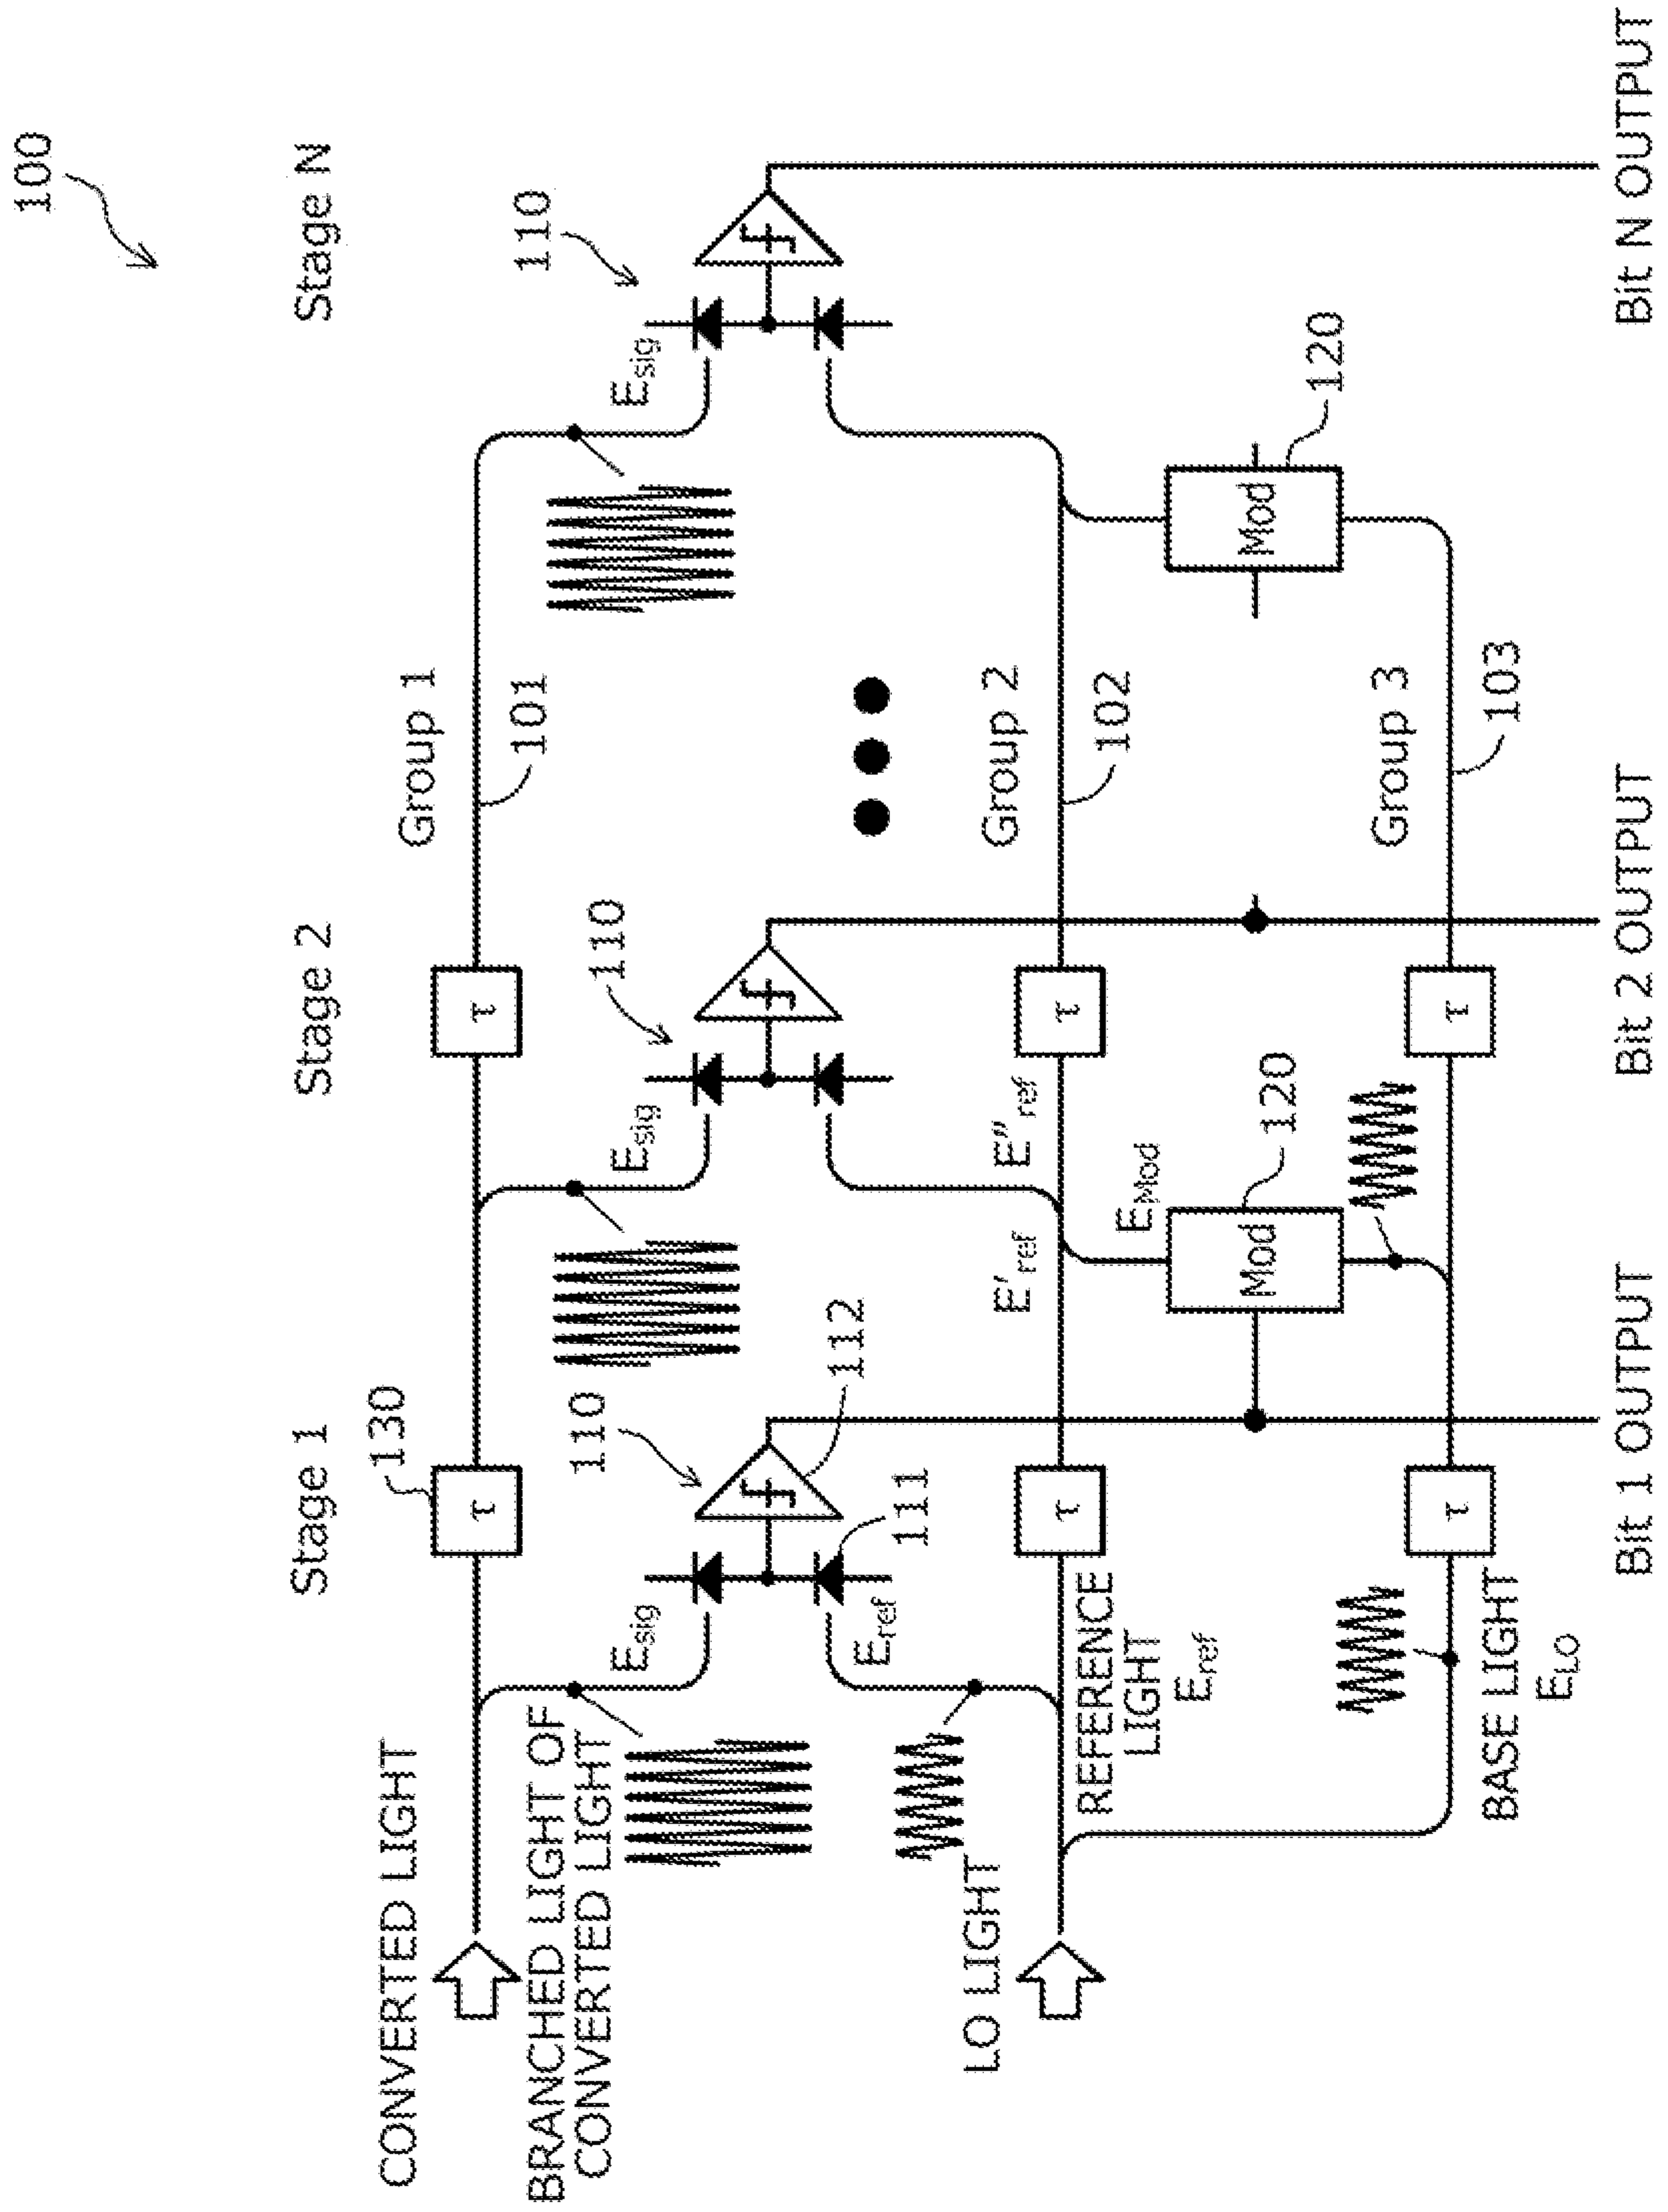 100
Stage 1
Stage 2
Stage N
130
Group 1
101
CONVERTED LIGHT
τ
τ
BRANCHED LIGHT OF
CONVERTED LIGHT
E_sig
E_sig
E_sig
110
110
110
112
111
E_ref
LO LIGHT
E'_ref
E"_ref
Group 2
102
τ
τ
REFERENCE
LIGHT
E_ref
E_Mod
Mod
120
Mod
120
Group 3
103
τ
τ
BASE LIGHT
E_LO
Bit 1 OUTPUT
Bit 2 OUTPUT
Bit N OUTPUT